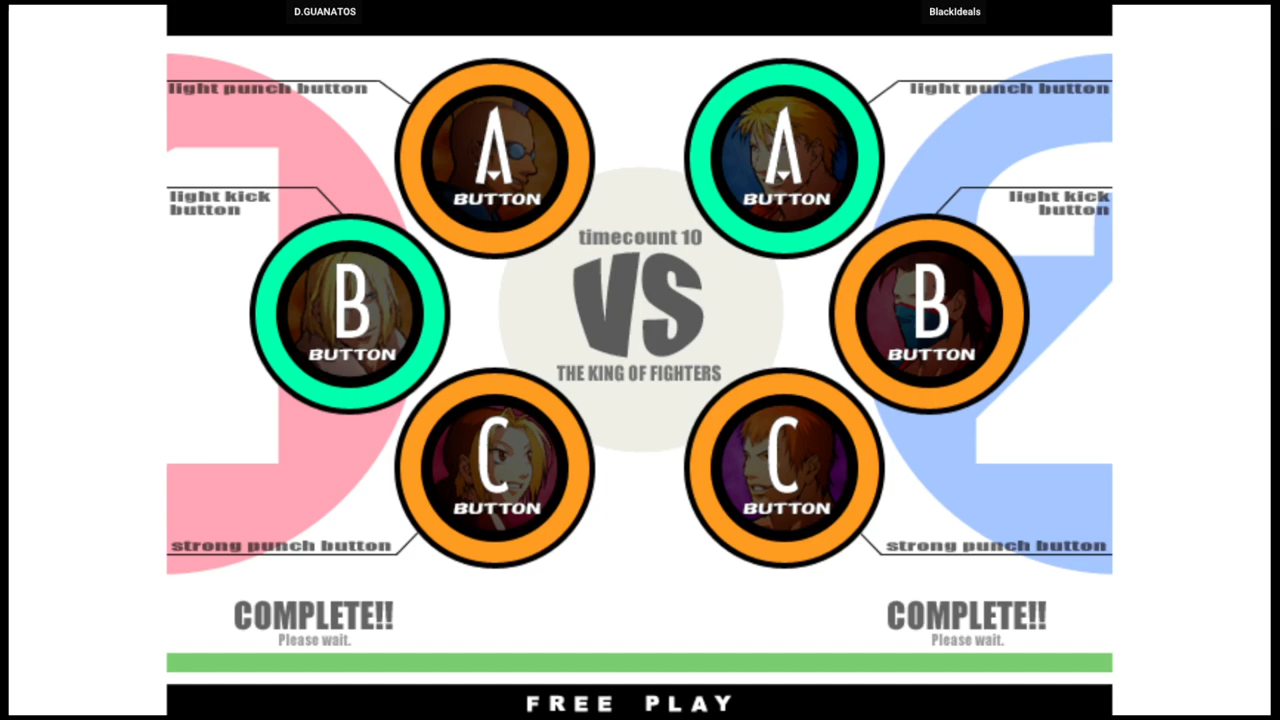 D.GUANATOS
BlackIdeals
light punch button
A
BUTTON
A
BUTTON
light punch button
light kick
button
B
BUTTON
timecount 10
VS
THE KING OF FIGHTERS
light kick
button
B
BUTTON
1
2
C
BUTTON
C
BUTTON
strong punch button
strong punch button
COMPLETE!!
Please wait.
COMPLETE!!
Please wait.
FREE PLAY